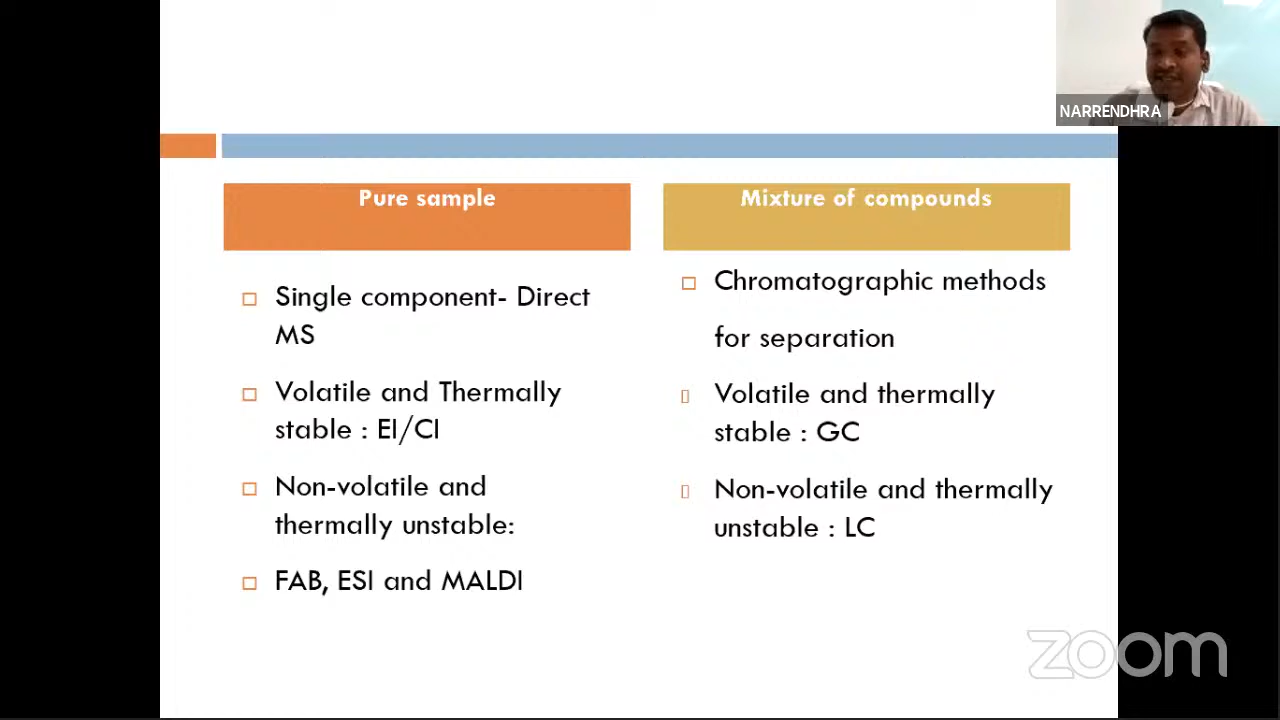 NARRENDHRA
Pure sample
Single component- Direct
MS
Volatile and Thermally
stable : EI/CI
Non-volatile and
thermally unstable:
FAB, ESI and MALDI
Mixture of compounds
Chromatographic methods
for separation
Volatile and thermally
stable : GC
Non-volatile and thermally
unstable : LC
zoom